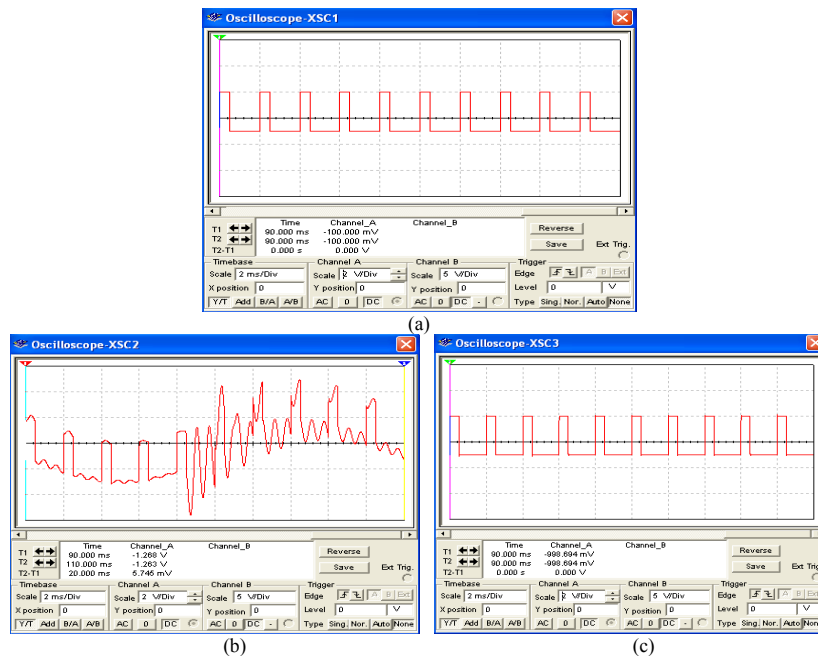 Oscilloscope-XSC1
Time Channel_A Channel_B
T1 90.000 ms -100.000 mV
T2 90.000 ms -100.000 mV
T2-T1 0.000 s 0.000 V
Reverse
Save
Ext Trig.
Timebase Channel A Channel B Trigger
Scale 2 ms/Div Scale 2 V/Div Scale 5 V/Div Edge A B Ext
X position 0 Y position 0 Y position 0 Level 0 V
Y/T Add B/A A/B AC 0 DC AC 0 DC - Type Sing. Nor. Auto None
(a)
Oscilloscope-XSC2
Time Channel_A Channel_B
T1 90.000 ms -1.268 V
T2 110.000 ms -1.263 V
T2-T1 20.000 ms 5.745 mV
Reverse
Save
Ext Trig.
Timebase Channel A Channel B Trigger
Scale 2 ms/Div Scale 2 V/Div Scale 5 V/Div Edge A B Ext
X position 0 Y position 0 Y position 0 Level 0 V
Y/T Add B/A A/B AC 0 DC AC 0 DC - Type Sing. Nor. Auto None
(b)
Oscilloscope-XSC3
Time Channel_A Channel_B
T1 90.000 ms -998.694 mV
T2 90.000 ms -998.694 mV
T2-T1 0.000 s 0.000 V
Reverse
Save
Ext Trig.
Timebase Channel A Channel B Trigger
Scale 2 ms/Div Scale V/Div Scale 5 V/Div Edge A B Ext
X position 0 Y position 0 Y position 0 Level 0 V
Y/T Add B/A A/B AC 0 DC AC 0 DC - Type Sing. Nor. Auto None
(c)